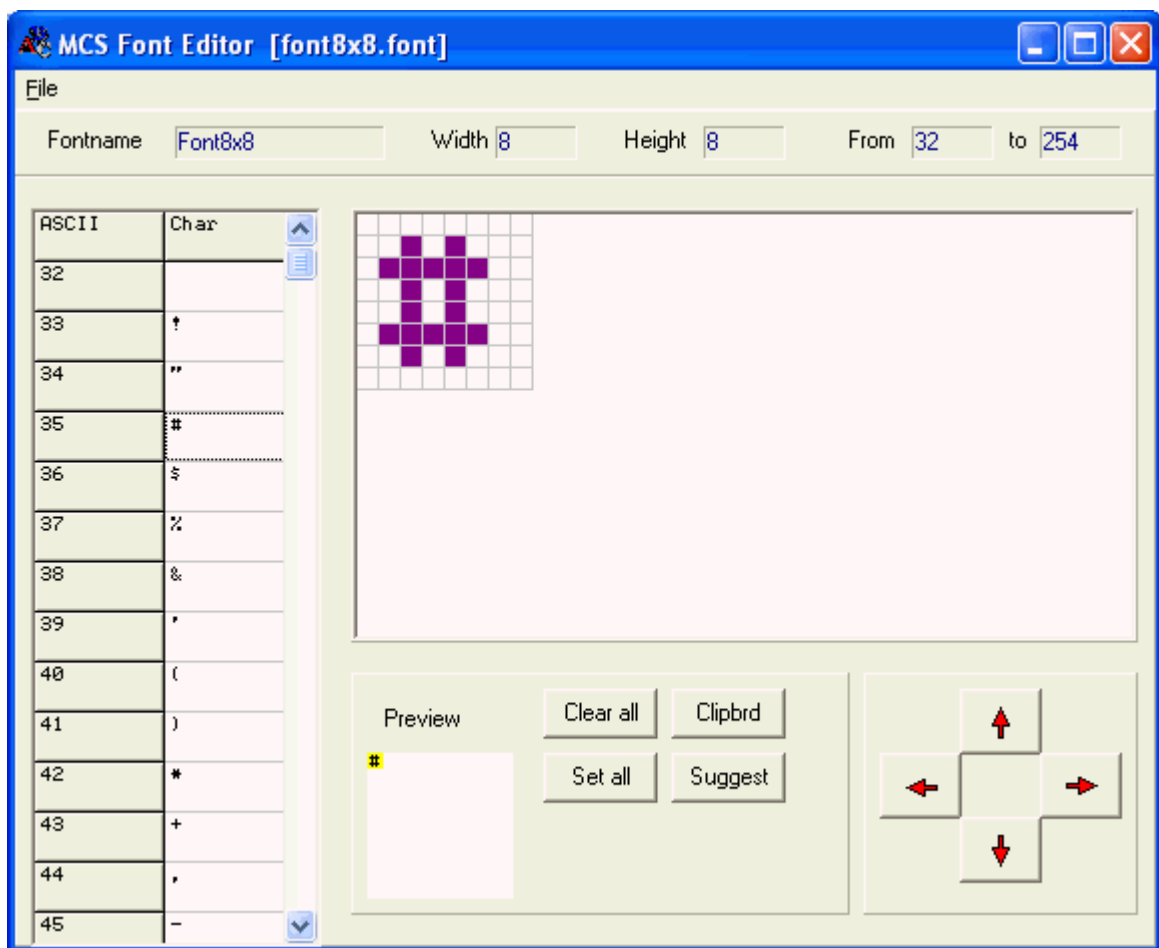 MCS Font Editor [font8x8.font]
File
Fontname Font8x8 Width 8 Height 8 From 32 to 254
ASCII Char
32
33 !
34 "
35 #
36 $
37 %
38 &
39 '
40 (
41 )
42 *
43 +
44 ,
45 -
#
Preview
Clear all Clipbrd
#
Set all Suggest